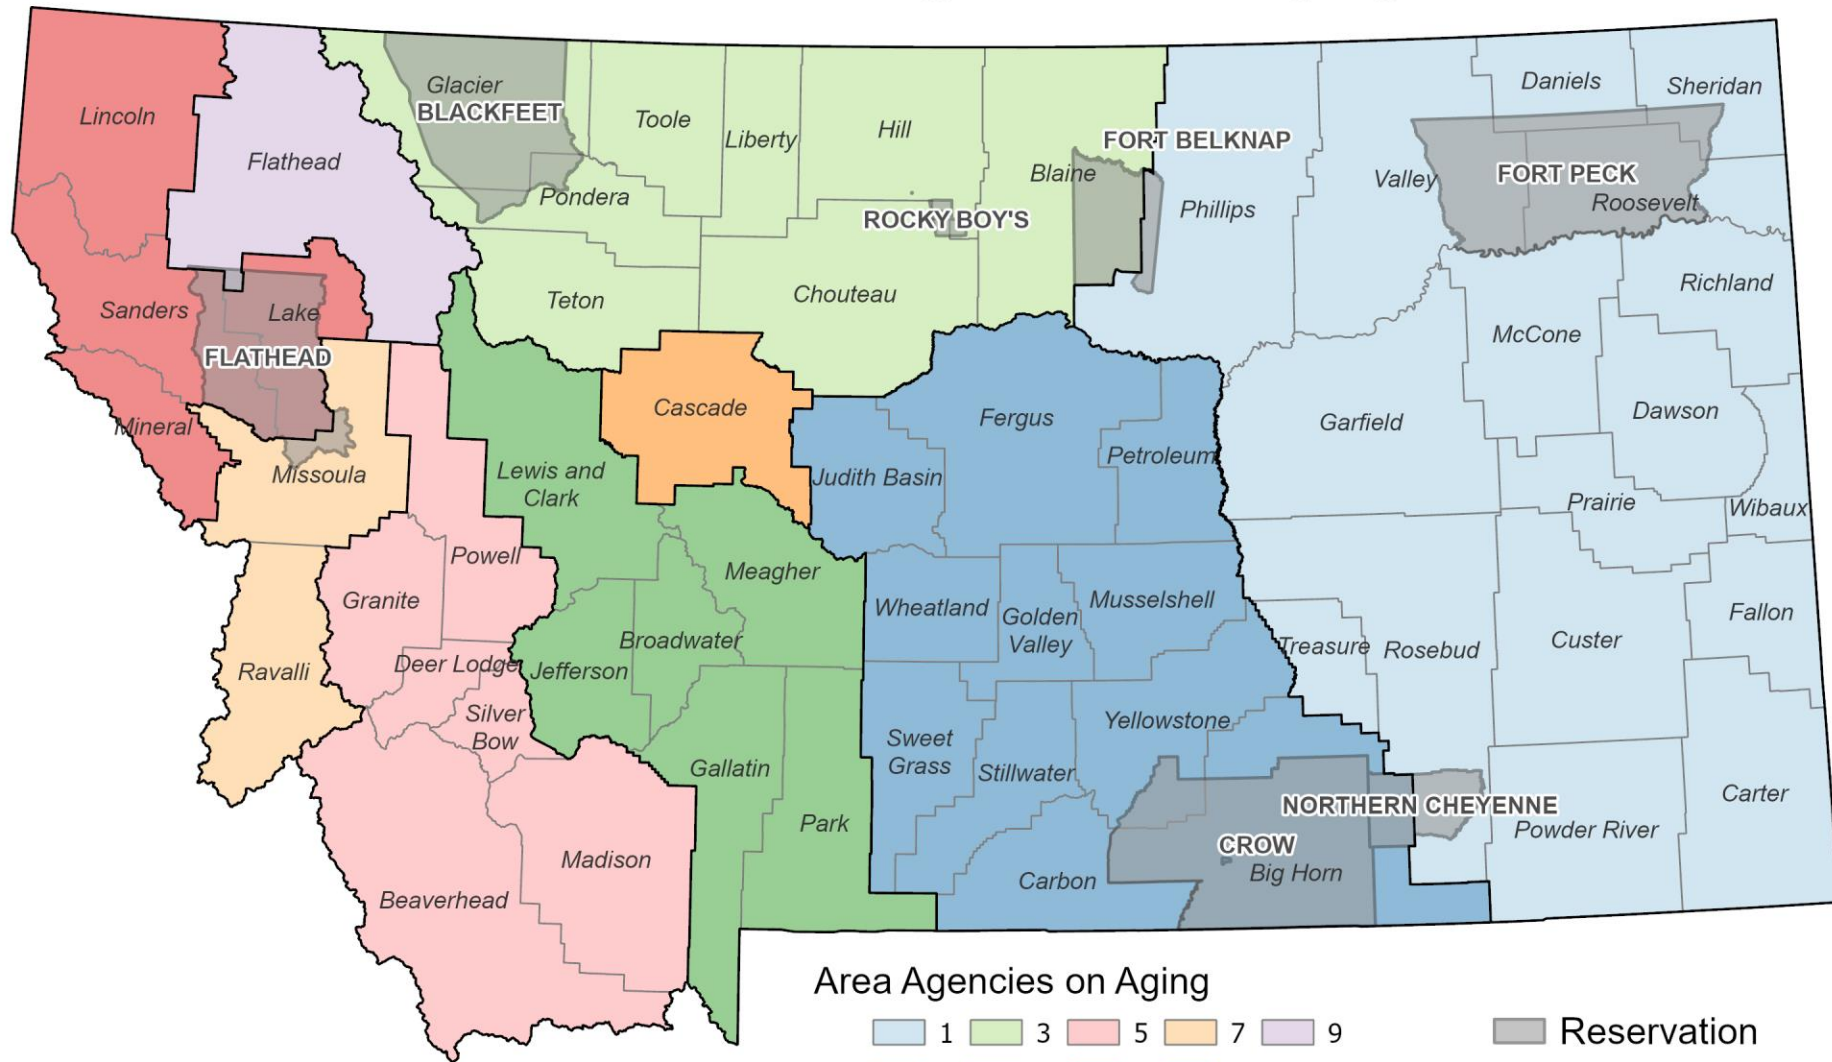 Lincoln
Flathead
Glacier
BLACKFEET
Toole
Liberty
Hill
Blaine
FORT BELKNAP
Phillips
Valley
Daniels
Sheridan
FORT PECK
Roosevelt
Pondera
ROCKY BOY'S
Sanders
Lake
FLATHEAD
Teton
Chouteau
Richland
McCone
Mineral
Missoula
Cascade
Fergus
Petroleum
Judith Basin
Garfield
Dawson
Prairie
Wibaux
Lewis and
Clark
Powell
Granite
Meagher
Wheatland
Golden
Valley
Musselshell
Treasure
Rosebud
Custer
Fallon
Ravalli
Deer Lodge
Jefferson
Broadwater
Silver
Bow
Gallatin
Park
Sweet
Grass
Stillwater
Yellowstone
NORTHERN CHEYENNE
Powder River
Carter
CROW
Big Horn
Carbon
Madison
Beaverhead
Area Agencies on Aging
1 3 5 7 9 Reservation